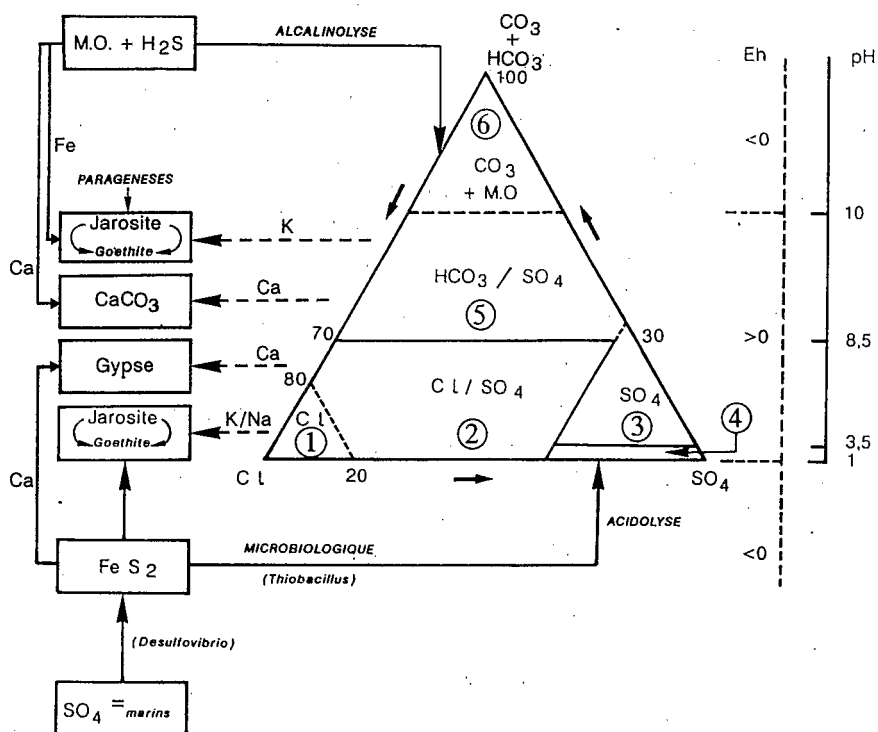 CO₃
+
HCO₃
100
M.O. + H₂S
ALCALINOLYSE
Eh
pH
⑥
<0
Fe
CO₃
+ M.O
PARAGENESES
Jarosite
Goethite
K
10
Ca
HCO₃ / SO₄
CaCO₃
Ca
⑤
70
30
>0
8,5
Gypse
Ca
80
Cl / SO₄
SO₄
④
Jarosite
Goethite
K/Na
Cl
①
②
③
3,5
1
Cl
20
SO₄
Ca
ACIDOLYSE
MICROBIOLOGIQUE
<0
Fe S₂
(Thiobacillus)
(Desulfovibrio)
SO₄ = marins